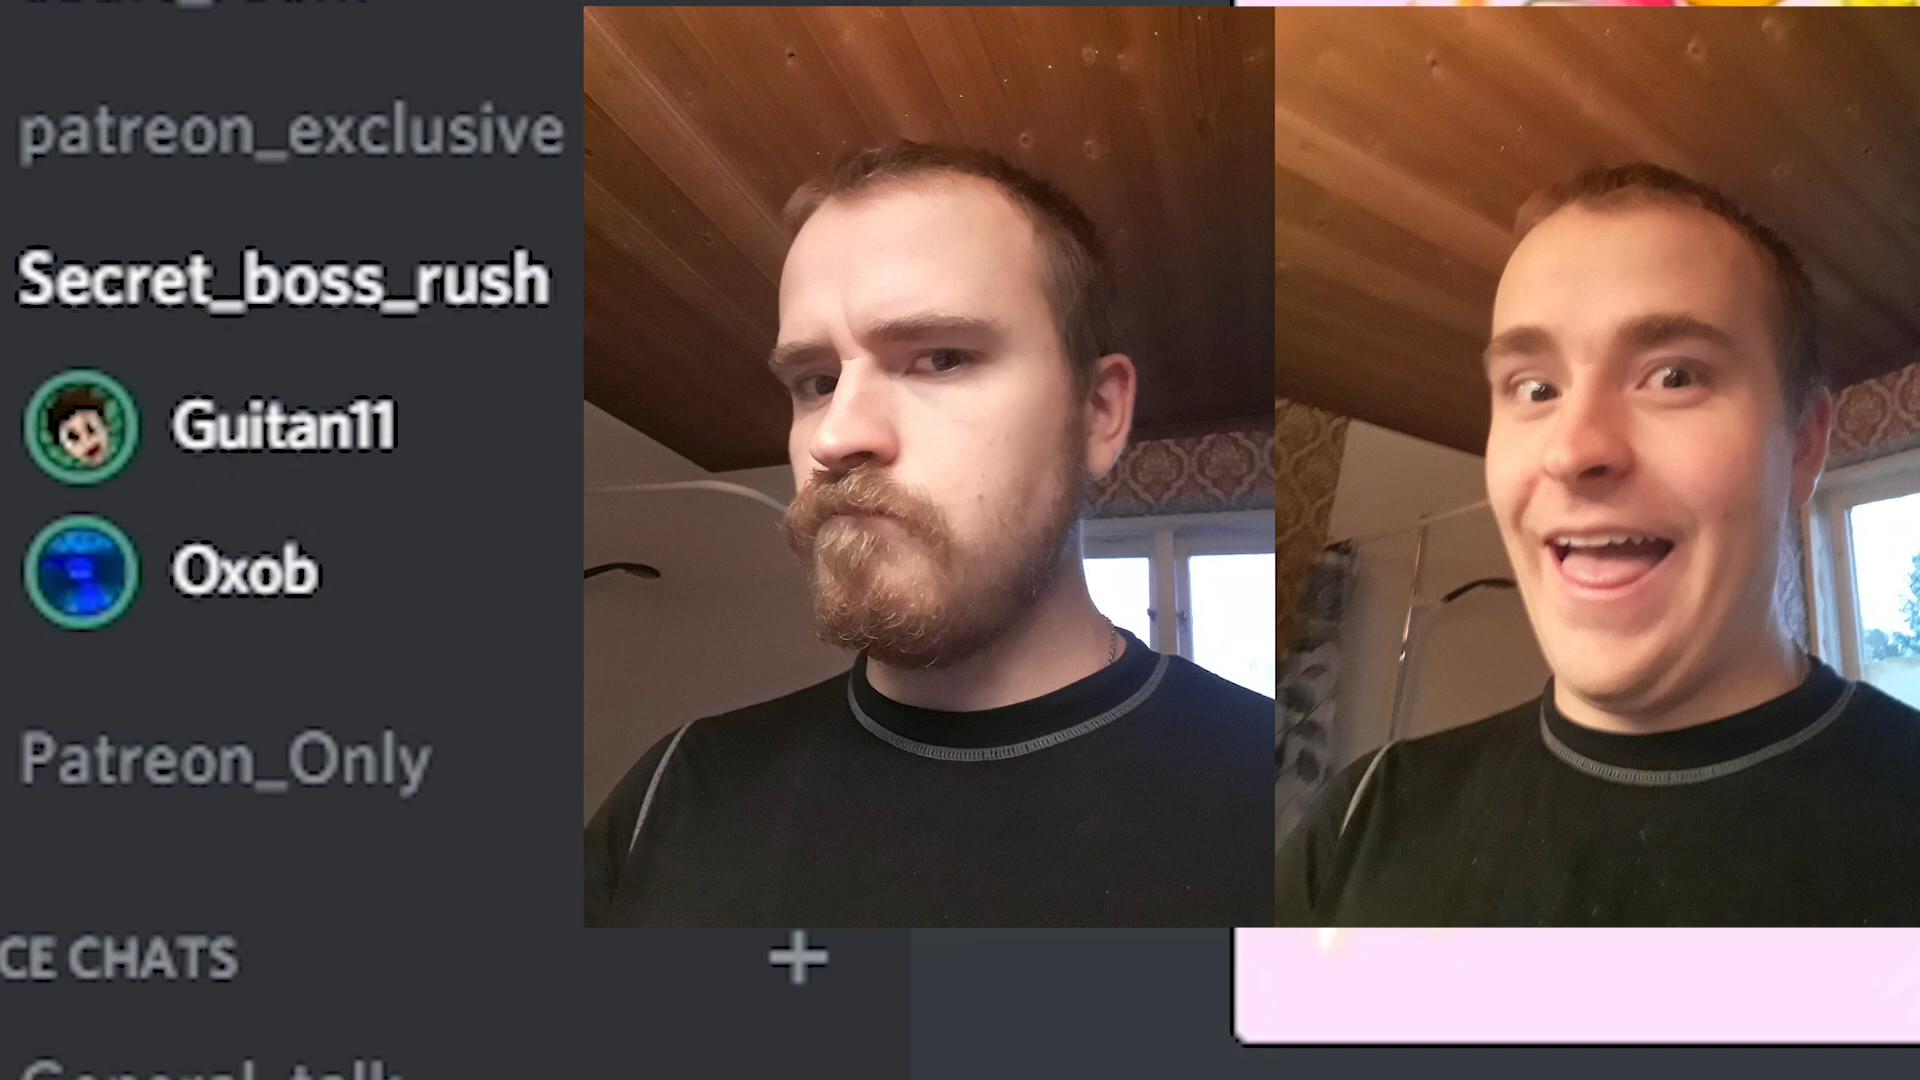 patreon_exclusive
Secret_boss_rush
Guitan11
Oxob
Patreon_Only
CE CHATS